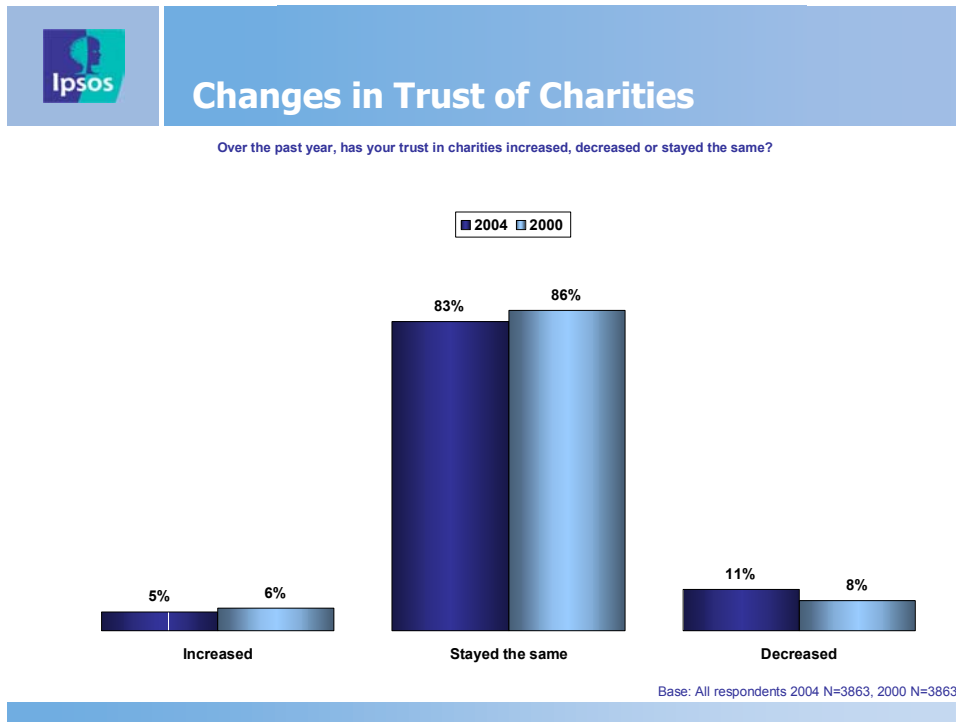 Ipsos
Changes in Trust of Charities
Over the past year, has your trust in charities increased, decreased or stayed the same?
2004 2000
83% 86%
5% 6% 11% 8%
Increased Stayed the same Decreased
Base: All respondents 2004 N=3863, 2000 N=3863